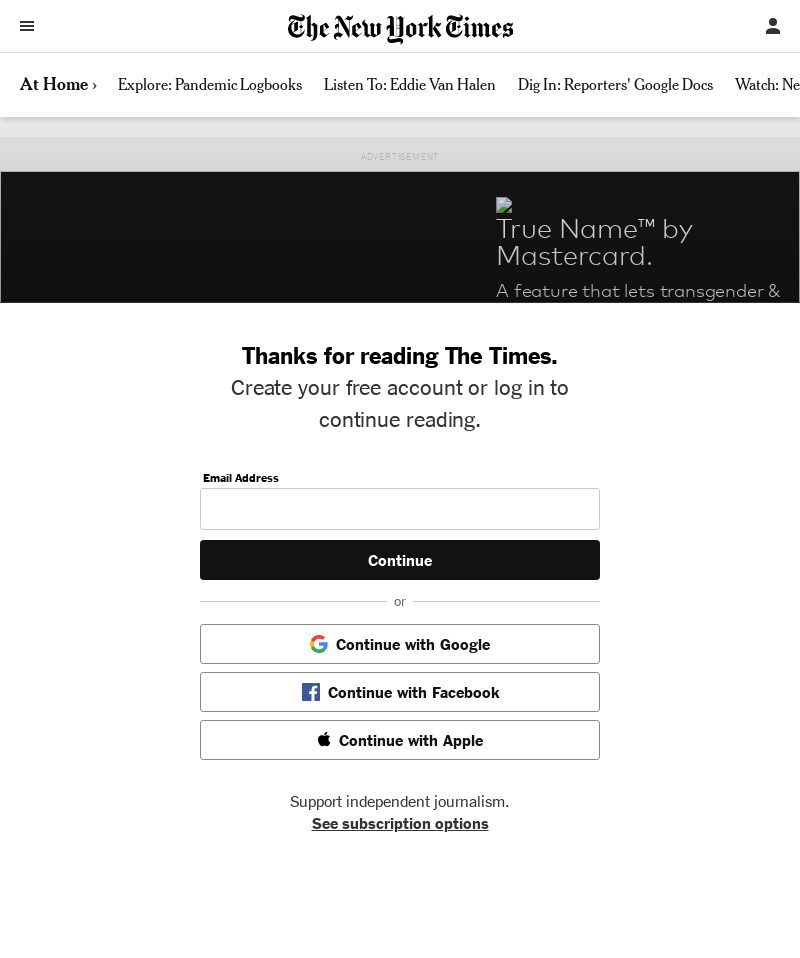 The New York Times
At Home ›
Explore: Pandemic Logbooks
Listen To: Eddie Van Halen
Dig In: Reporters' Google Docs
Watch: Ne
ADVERTISEMENT
True Name™ by
Mastercard.
A feature that lets transgender &
Thanks for reading The Times.
Create your free account or log in to
continue reading.
Email Address
Continue
or
Continue with Google
Continue with Facebook
Continue with Apple
Support independent journalism.
See subscription options